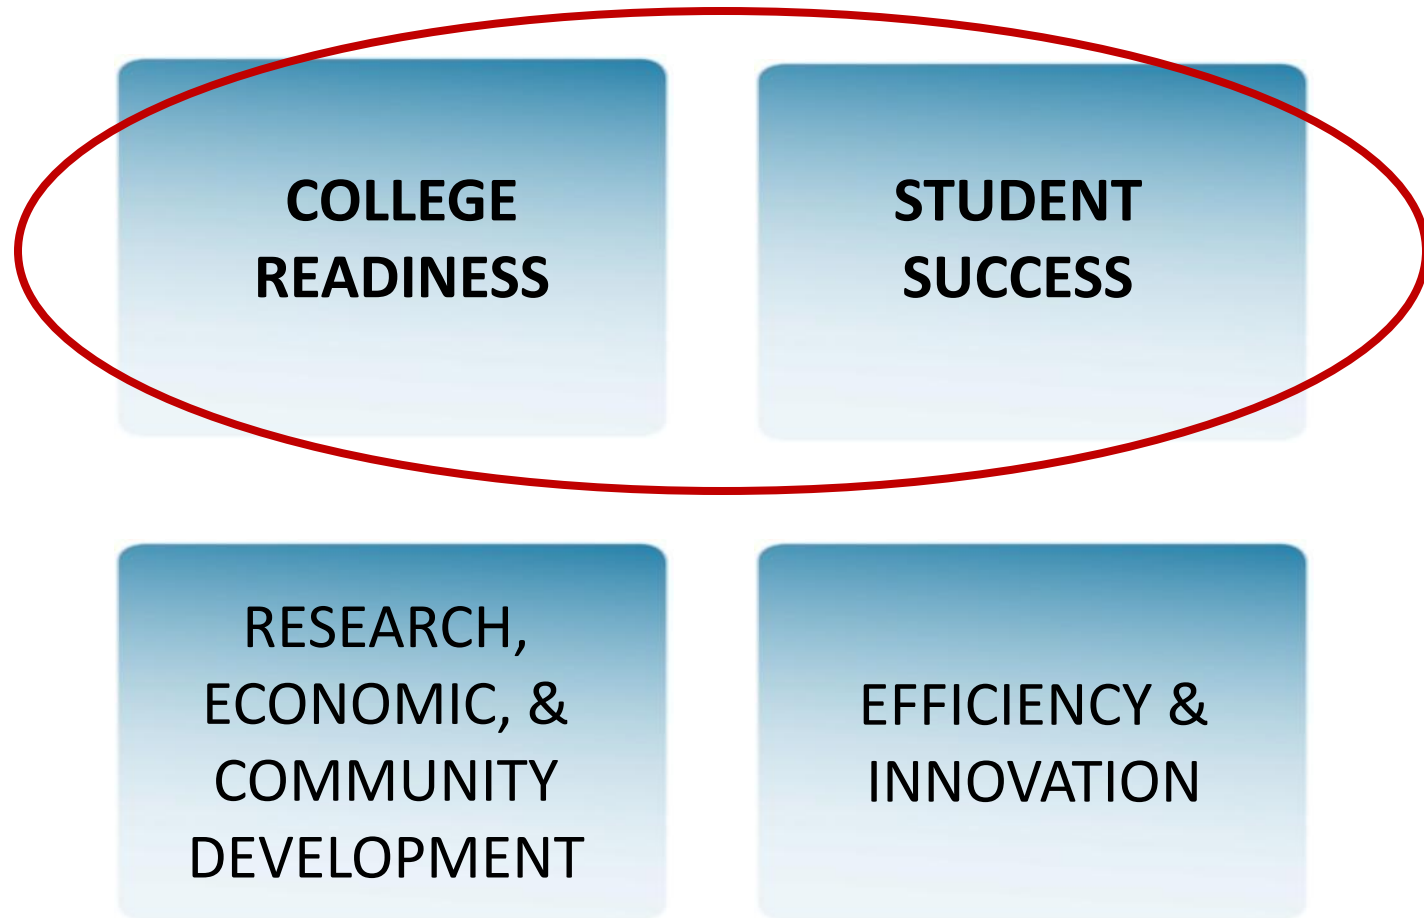 COLLEGE
READINESS
STUDENT
SUCCESS
RESEARCH,
ECONOMIC, &
COMMUNITY
DEVELOPMENT
EFFICIENCY &
INNOVATION